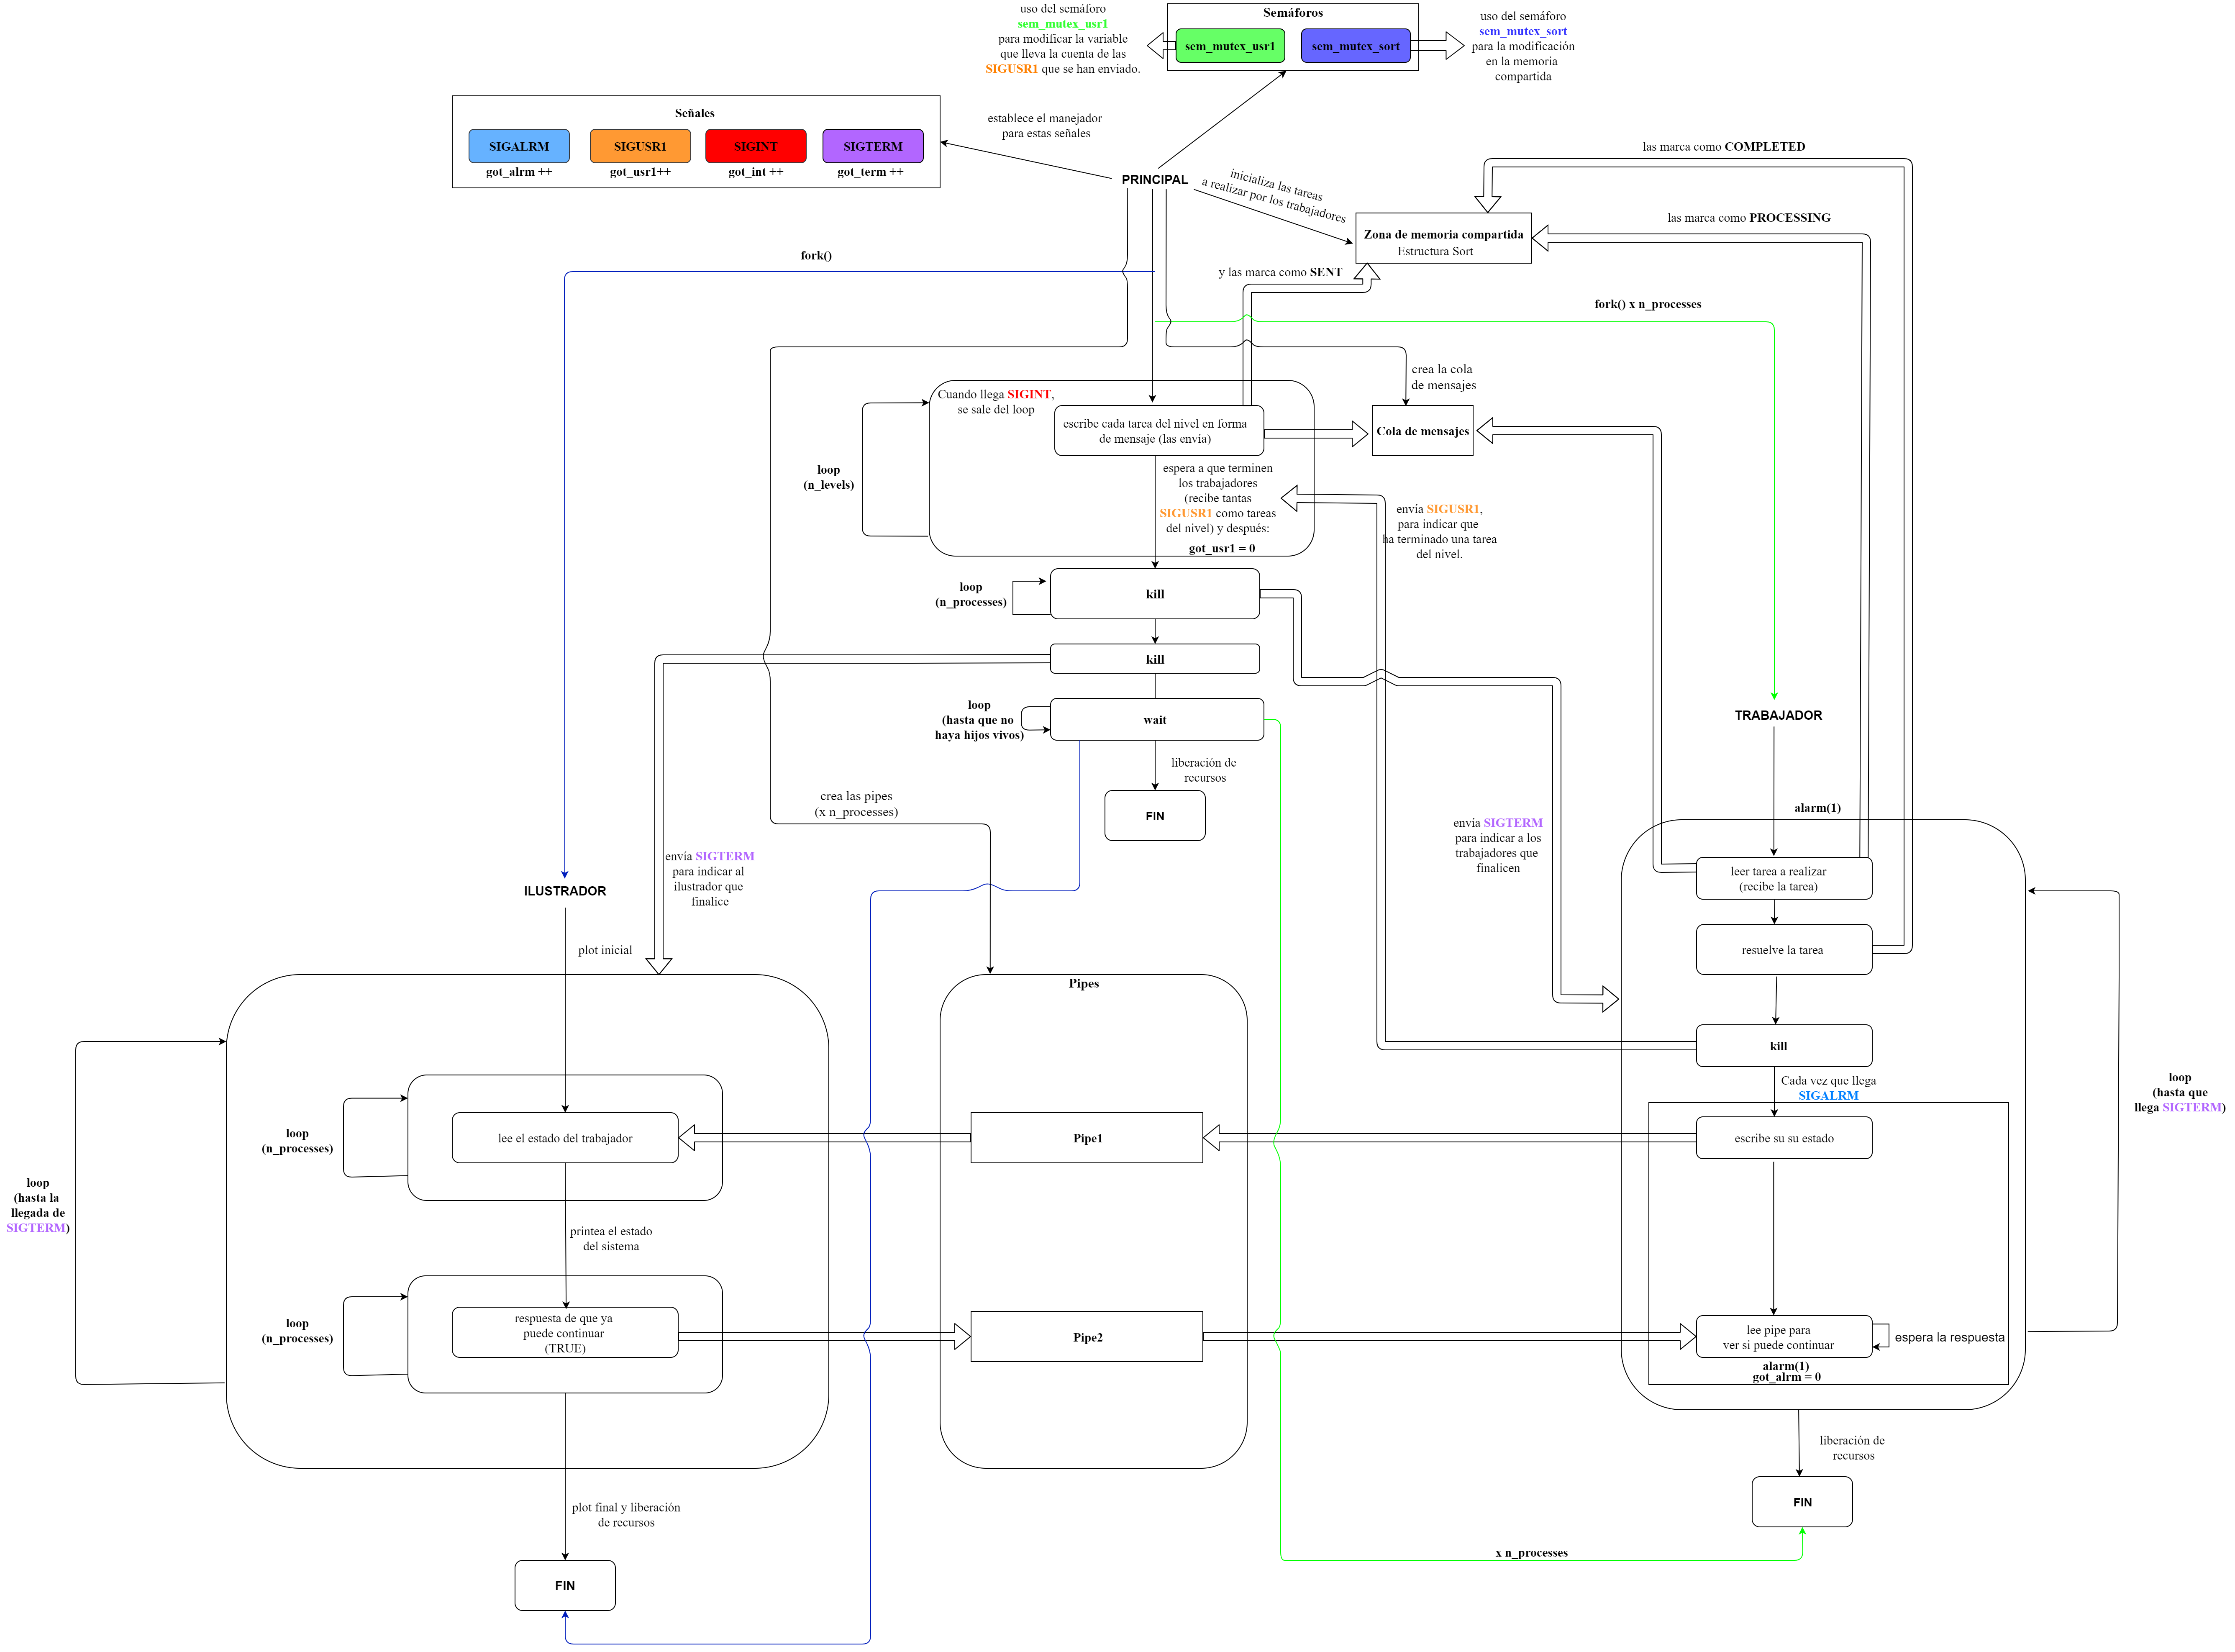 uso del semáforo
sem_mutex_usr1
para modificar la variable
que lleva la cuenta de las
SIGUSR1 que se han enviado.
Semáforos
sem_mutex_usr1
sem_mutex_sort
uso del semáforo
sem_mutex_sort
para la modificación
en la memoria
compartida
Señales
SIGALRM
SIGUSR1
SIGINT
SIGTERM
got_alrm ++
got_usr1++
got_int ++
got_term ++
establece el manejador
para estas señales
PRINCIPAL
inicializa las tareas
a realizar por los trabajadores
las marca como COMPLETED
las marca como PROCESSING
Zona de memoria compartida
Estructura Sort
fork()
y las marca como SENT
fork() x n_processes
crea la cola
de mensajes
Cuando llega SIGINT,
se sale del loop
escribe cada tarea del nivel en forma
de mensaje (las envía)
Cola de mensajes
loop
(n_levels)
espera a que terminen
los trabajadores
(recibe tantas
SIGUSR1 como tareas
del nivel) y después:
got_usr1 = 0
envía SIGUSR1,
para indicar que
ha terminado una tarea
del nivel.
loop
(n_processes)
kill
kill
loop
(hasta que no
haya hijos vivos)
wait
TRABAJADOR
liberación de
recursos
crea las pipes
(x n_processes)
FIN
alarm(1)
envía SIGTERM
para indicar a los
trabajadores que
finalicen
envía SIGTERM
para indicar al
ilustrador que
finalice
ILUSTRADOR
leer tarea a realizar
(recibe la tarea)
plot inicial
resuelve la tarea
Pipes
kill
Cada vez que llega
SIGALRM
loop
(hasta que
llega SIGTERM)
loop
(n_processes)
lee el estado del trabajador
Pipe1
escribe su su estado
loop
(hasta la
llegada de
SIGTERM)
printea el estado
del sistema
loop
(n_processes)
respuesta de que ya
puede continuar
(TRUE)
Pipe2
lee pipe para
ver si puede continuar
espera la respuesta
alarm(1)
got_alrm = 0
liberación de
recursos
plot final y liberación
de recursos
FIN
x n_processes
FIN